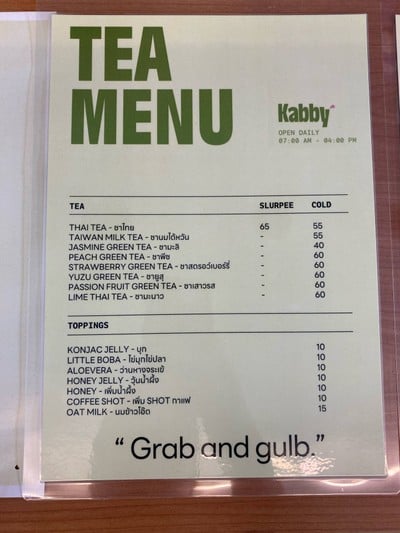 TEA
MENU
Kabby
OPEN DAILY
07:00 AM - 04:00 PM
TEA SLURPEE COLD
THAI TEA - ชาไทย 65 55
TAIWAN MILK TEA - ชานมไต้หวัน - 55
JASMINE GREEN TEA - ชามะลิ - 40
PEACH GREEN TEA - ชาพีช - 60
STRAWBERRY GREEN TEA - ชาสตรอว์เบอร์รี่ - 60
YUZU GREEN TEA - ชายูสุ - 60
PASSION FRUIT GREEN TEA - ชาเสาวรส - 60
LIME THAI TEA - ชามะนาว - 60
TOPPINGS
KONJAC JELLY - บุก 10
LITTLE BOBA - ไข่มุกไข่ปลา 10
ALOEVERA - ว่านหางจระเข้ 10
HONEY JELLY - วุ้นน้ำผึ้ง 10
HONEY - เพิ่มน้ำผึ้ง 10
COFFEE SHOT - เพิ่ม SHOT กาแฟ 10
OAT MILK - นมข้าวโอ๊ต 15
“ Grab and gulb.”